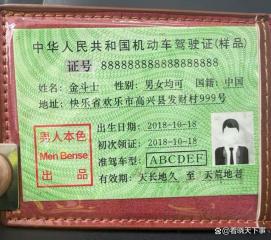 中华人民共和国机动车驾驶证(样品)
证号 888888888888888888
姓名:金斗士 性别:男女均可 国籍:中国
地址:快乐省欢乐市高兴县发财村999号
出生日期 2018-10-18
初次领证 2018-10-18
准驾车型 ABCDEF
有效期:天长地久 至 天荒地老
男人本色
Men Bense
出品
@看晓天下事